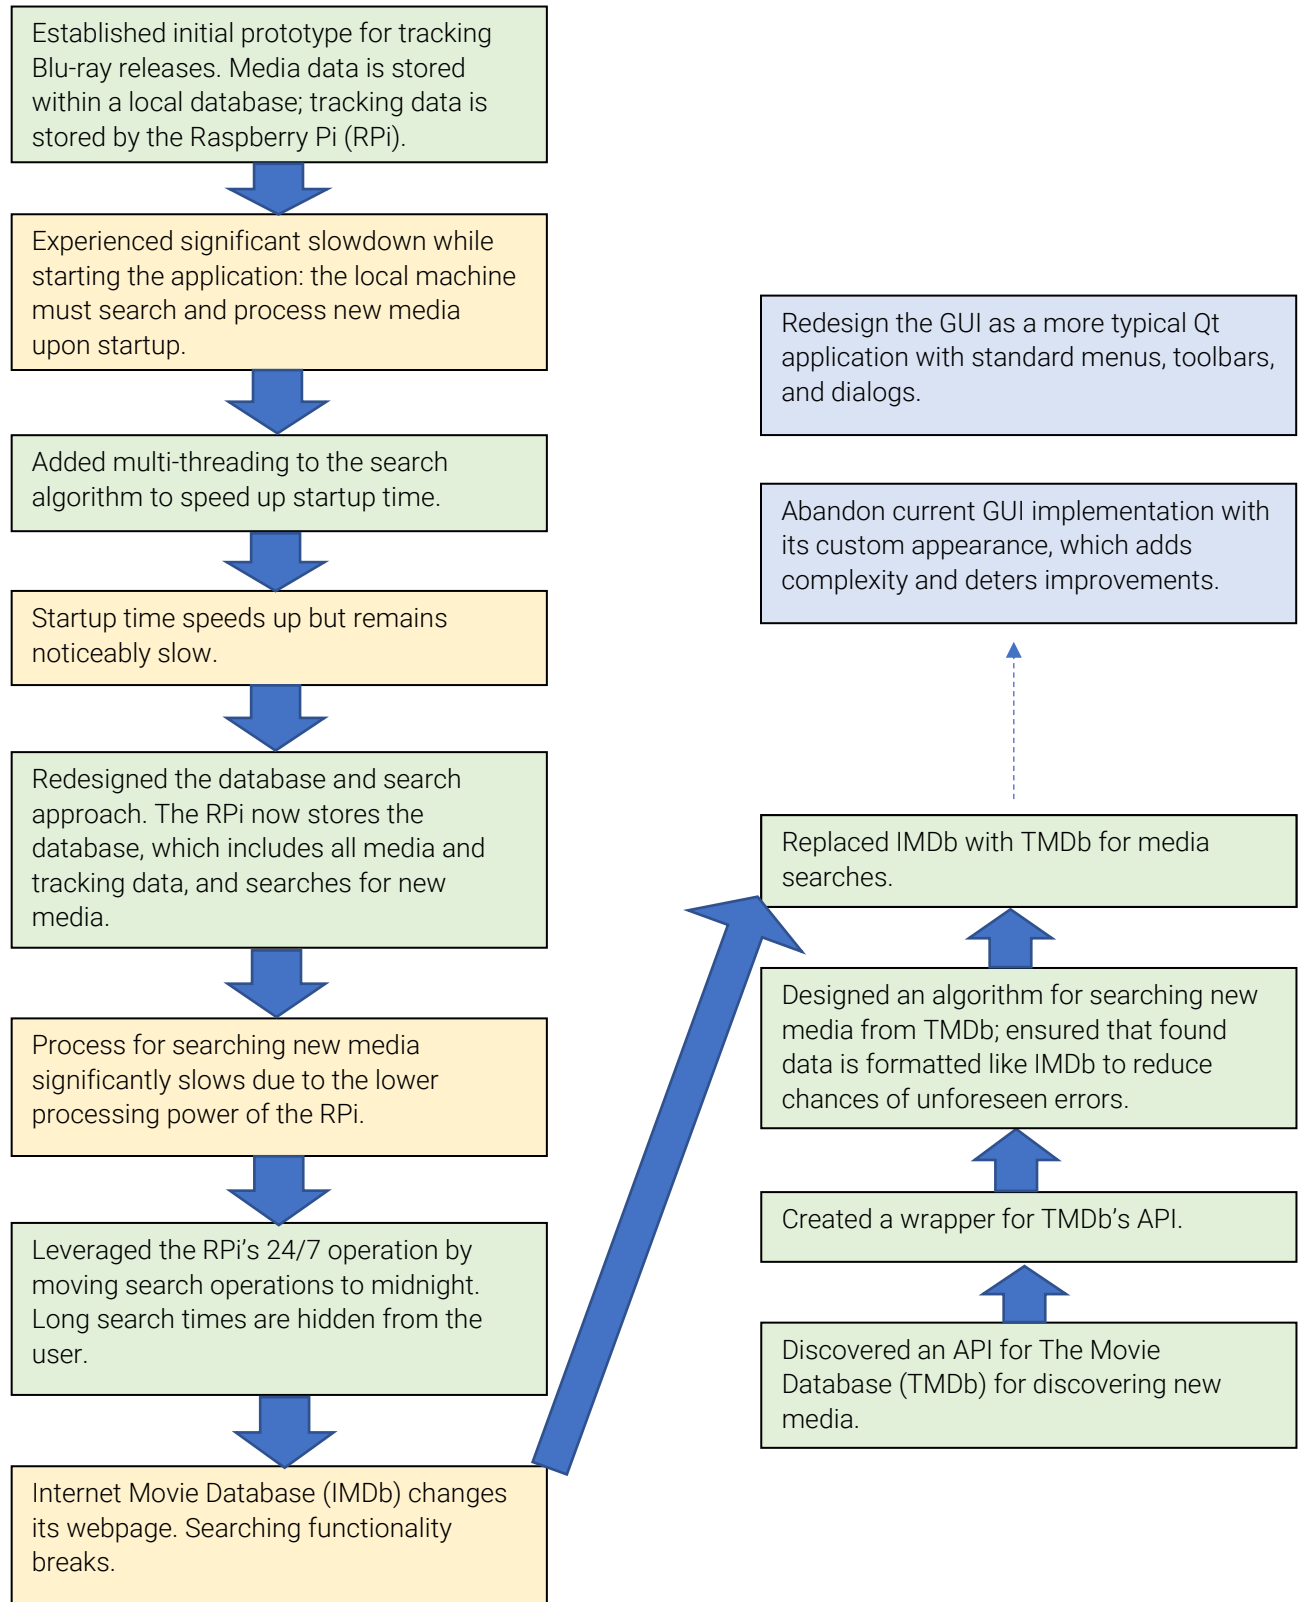 Established initial prototype for tracking
Blu-ray releases. Media data is stored
within a local database; tracking data is
stored by the Raspberry Pi (RPi).
Experienced significant slowdown while
starting the application: the local machine
must search and process new media
upon startup.
Added multi-threading to the search
algorithm to speed up startup time.
Startup time speeds up but remains
noticeably slow.
Redesigned the database and search
approach. The RPi now stores the
database, which includes all media and
tracking data, and searches for new
media.
Process for searching new media
significantly slows due to the lower
processing power of the RPi.
Leveraged the RPi’s 24/7 operation by
moving search operations to midnight.
Long search times are hidden from the
user.
Internet Movie Database (IMDb) changes
its webpage. Searching functionality
breaks.
Redesign the GUI as a more typical Qt
application with standard menus, toolbars,
and dialogs.
Abandon current GUI implementation with
its custom appearance, which adds
complexity and deters improvements.
Replaced IMDb with TMDb for media
searches.
Designed an algorithm for searching new
media from TMDb; ensured that found
data is formatted like IMDb to reduce
chances of unforeseen errors.
Created a wrapper for TMDb’s API.
Discovered an API for The Movie
Database (TMDb) for discovering new
media.